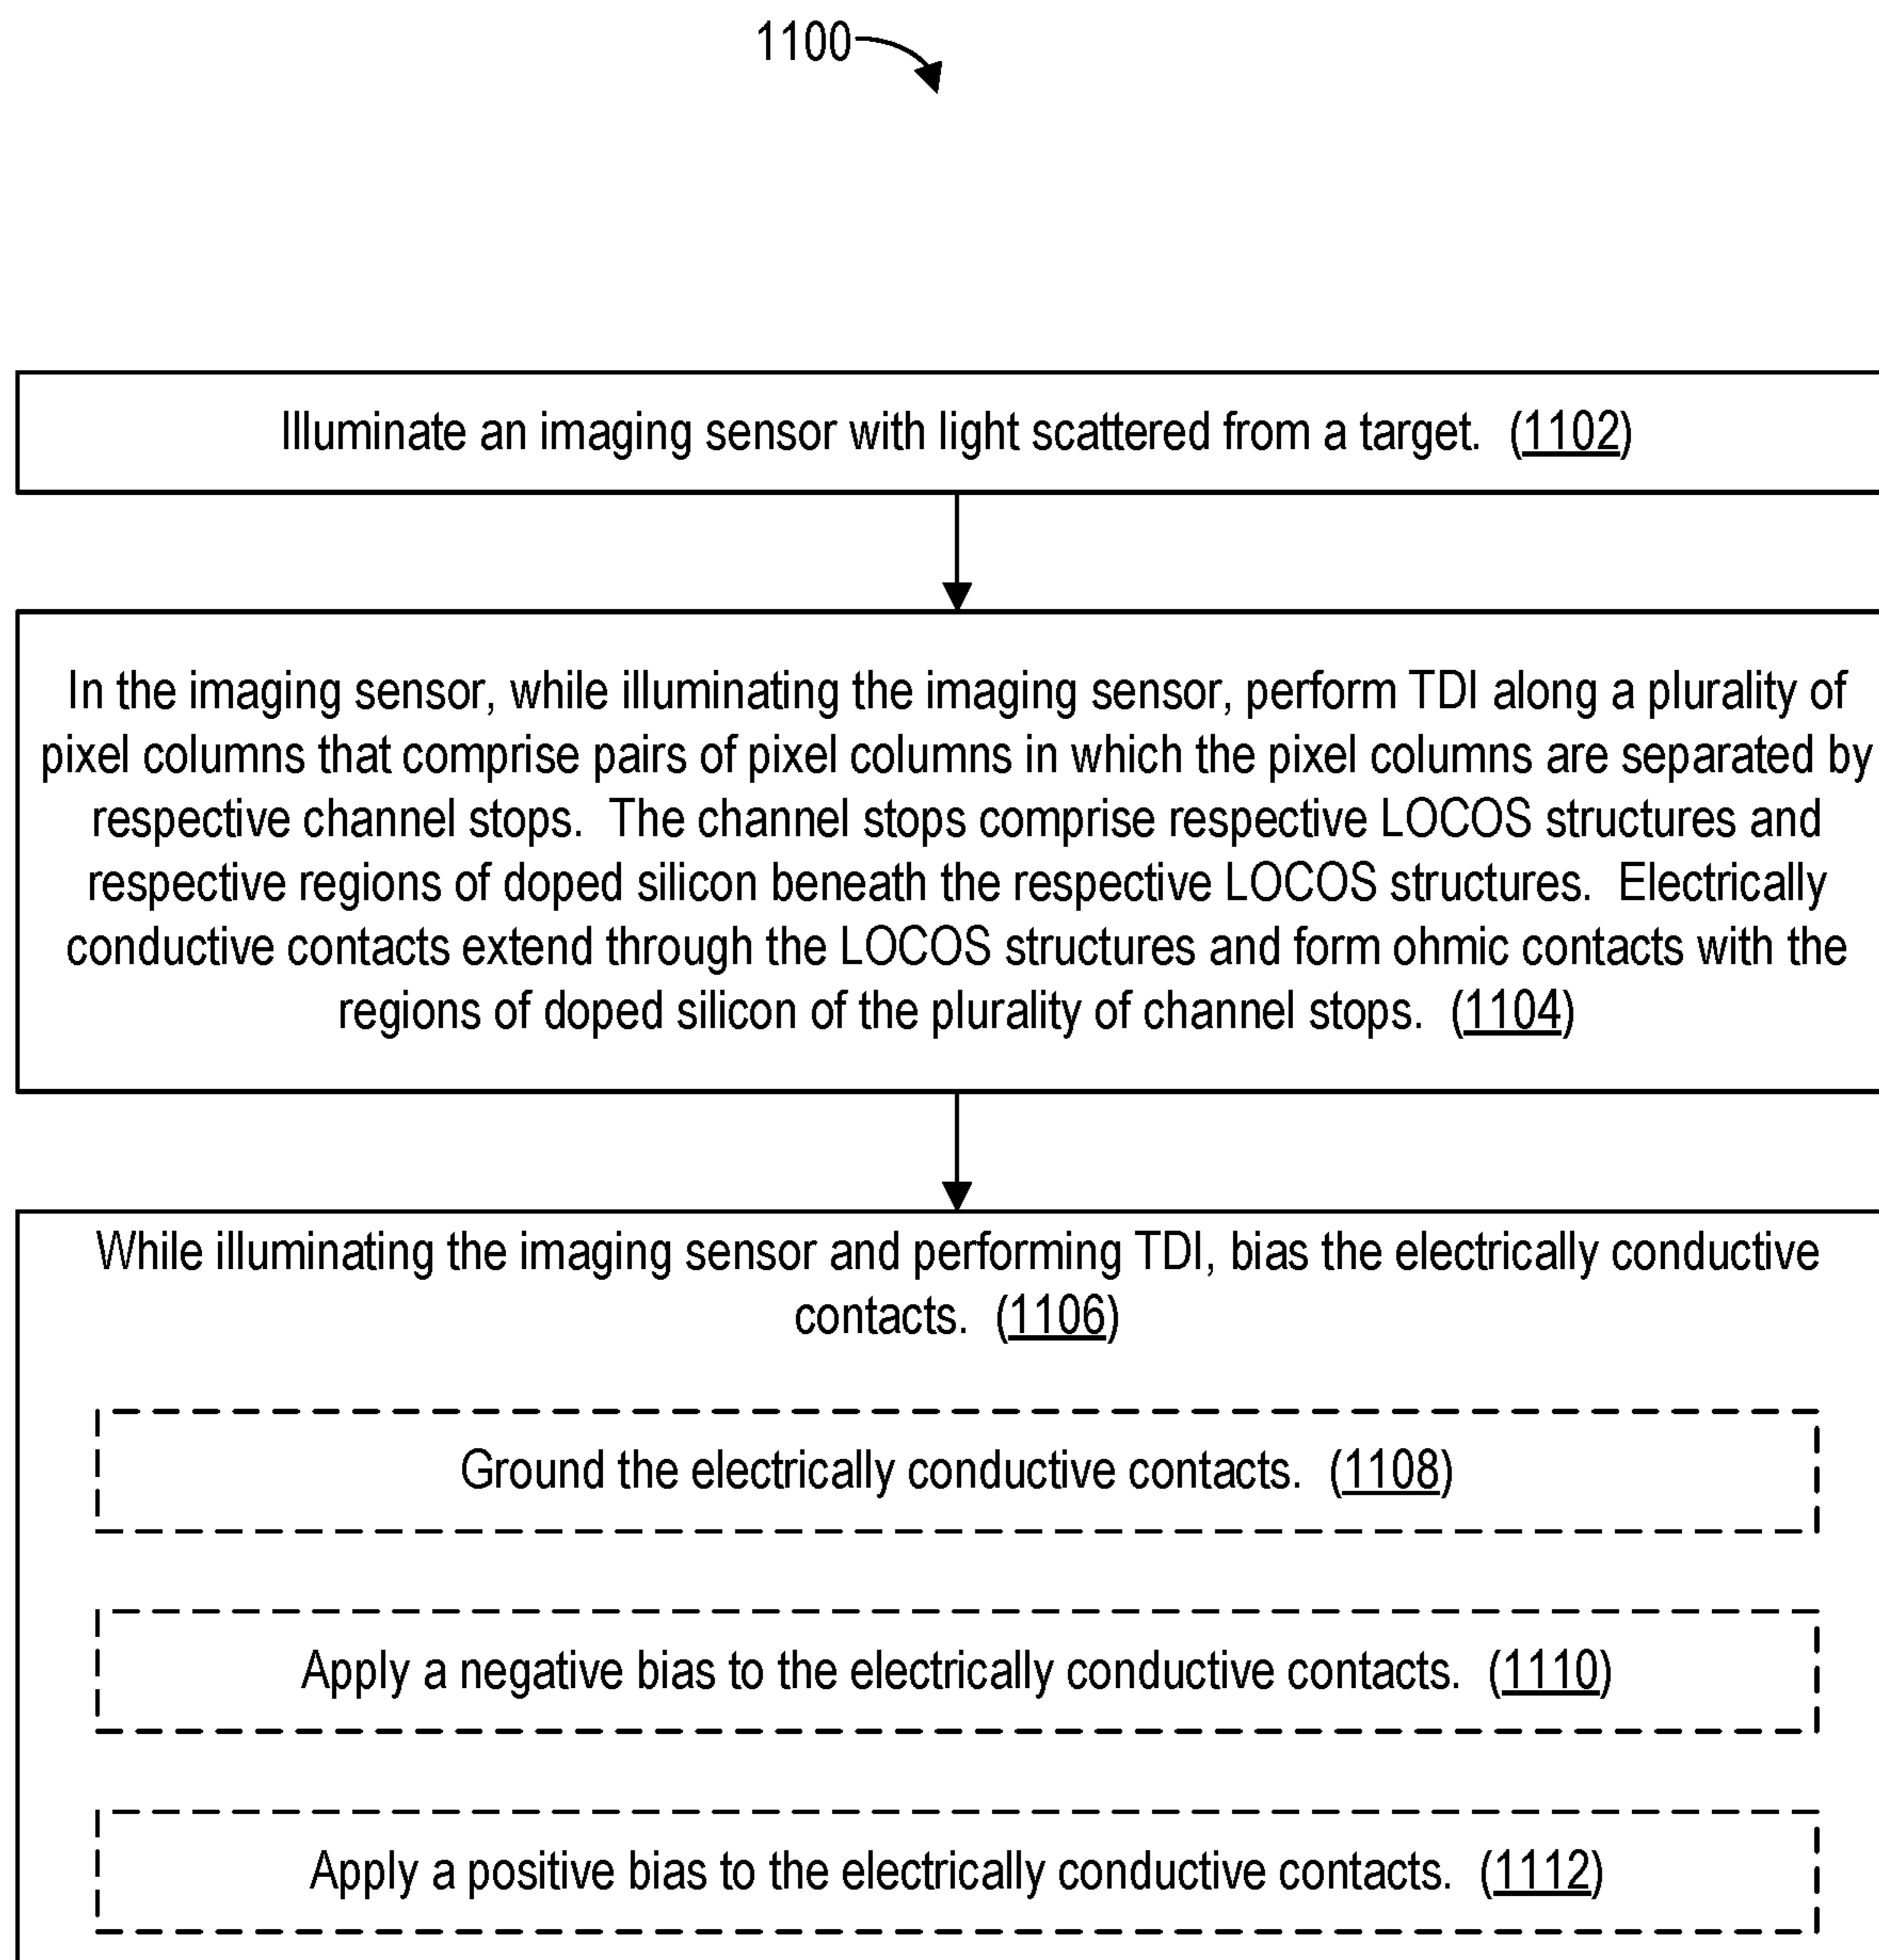 1100
Illuminate an imaging sensor with light scattered from a target. (1102)
In the imaging sensor, while illuminating the imaging sensor, perform TDI along a plurality of
pixel columns that comprise pairs of pixel columns in which the pixel columns are separated by
respective channel stops. The channel stops comprise respective LOCOS structures and
respective regions of doped silicon beneath the respective LOCOS structures. Electrically
conductive contacts extend through the LOCOS structures and form ohmic contacts with the
regions of doped silicon of the plurality of channel stops. (1104)
While illuminating the imaging sensor and performing TDI, bias the electrically conductive
contacts. (1106)
Ground the electrically conductive contacts. (1108)
Apply a negative bias to the electrically conductive contacts. (1110)
Apply a positive bias to the electrically conductive contacts. (1112)